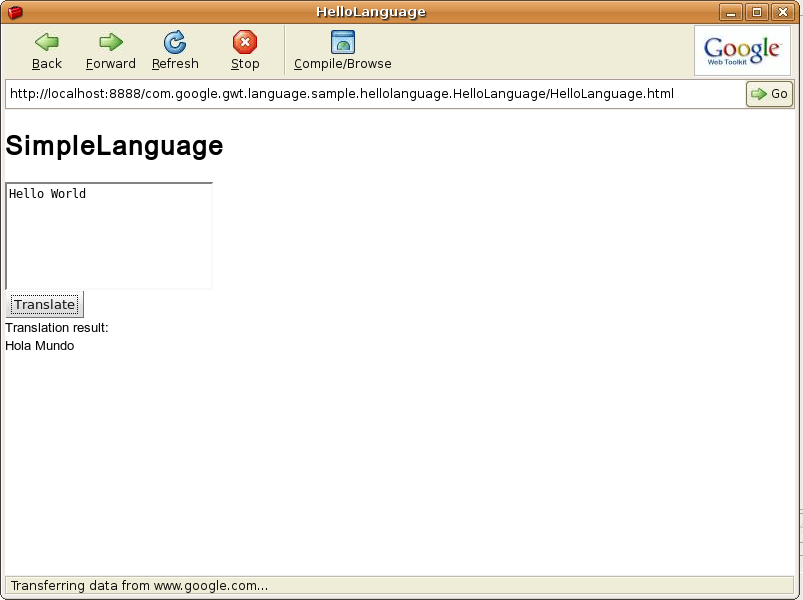 HelloLanguage
Back Forward Refresh Stop Compile/Browse
Google
Web Toolkit
http://localhost:8888/com.google.gwt.language.sample.hellolanguage.HelloLanguage/HelloLanguage.html Go
SimpleLanguage
Hello World
Translate
Translation result:
Hola Mundo
Transferring data from www.google.com...